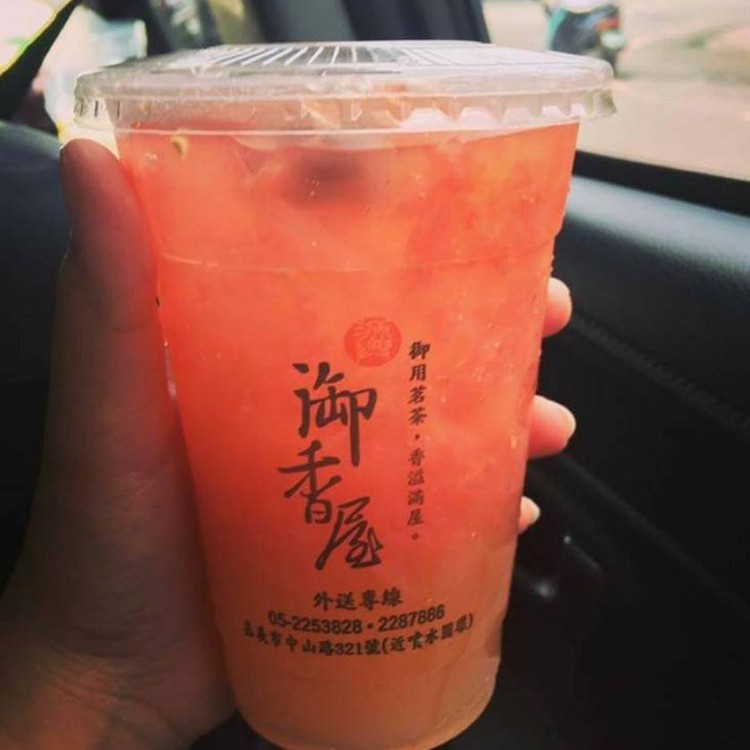 御香屋
御用茗茶，香溢滿屋。
外送專線
05-2253828・2287886
嘉義市中山路321號(近噴水圓環)